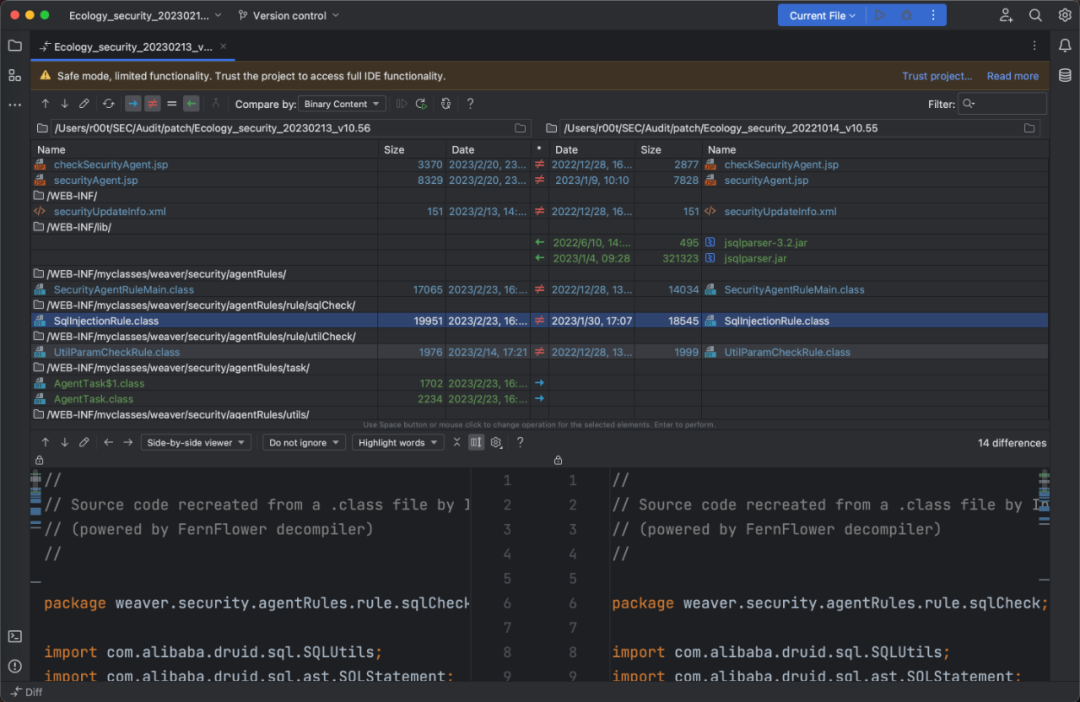 Ecology_security_2023021... Version control Current File
Ecology_security_20230213_v...
Safe mode, limited functionality. Trust the project to access full IDE functionality. Trust project... Read more
Compare by: Binary Content Filter:
/Users/r00t/SEC/Audit/patch/Ecology_security_20230213_v10.56 /Users/r00t/SEC/Audit/patch/Ecology_security_20221014_v10.55
Name Size Date * Date Size Name
checkSecurityAgent.jsp 3370 2023/2/20, 23... ≠ 2022/12/28, 16... 2877 checkSecurityAgent.jsp
securityAgent.jsp 8329 2023/2/20, 23... ≠ 2023/1/9, 10:10 7828 securityAgent.jsp
/WEB-INF/
securityUpdateInfo.xml 151 2023/2/13, 14:... ≠ 2022/12/28, 16... 151 securityUpdateInfo.xml
/WEB-INF/lib/
← 2022/6/10, 14:... 495 jsqlparser-3.2.jar
← 2023/1/4, 09:28 321323 jsqlparser.jar
/WEB-INF/myclasses/weaver/security/agentRules/
SecurityAgentRuleMain.class 17065 2023/2/23, 16:... ≠ 2022/12/28, 13... 14034 SecurityAgentRuleMain.class
/WEB-INF/myclasses/weaver/security/agentRules/rule/sqlCheck/
SqlInjectionRule.class 19951 2023/2/23, 16:... ≠ 2023/1/30, 17:07 18545 SqlInjectionRule.class
/WEB-INF/myclasses/weaver/security/agentRules/rule/utilCheck/
UtilParamCheckRule.class 1976 2023/2/14, 17:21 ≠ 2022/12/28, 13... 1999 UtilParamCheckRule.class
/WEB-INF/myclasses/weaver/security/agentRules/task/
AgentTask$1.class 1702 2023/2/23, 16:... →
AgentTask.class 2234 2023/2/23, 16:... →
/WEB-INF/myclasses/weaver/security/agentRules/utils/
Use Space button or mouse click to change operation for the selected elements. Enter to perform.
Side-by-side viewer Do not ignore Highlight words 14 differences
// 1 1 //
// Source code recreated from a .class file by I 2 2 // Source code recreated from a .class file by In
// (powered by FernFlower decompiler) 3 3 // (powered by FernFlower decompiler)
// 4 4 //
5 5
package weaver.security.agentRules.rule.sqlCheck 6 6 package weaver.security.agentRules.rule.sqlCheck;
7 7
import com.alibaba.druid.sql.SQLUtils; 8 8 import com.alibaba.druid.sql.SQLUtils;
import com.alibaba.druid.sql.ast.SQLStatement; 9 9 import com.alibaba.druid.sql.ast.SQLStatement;
Diff